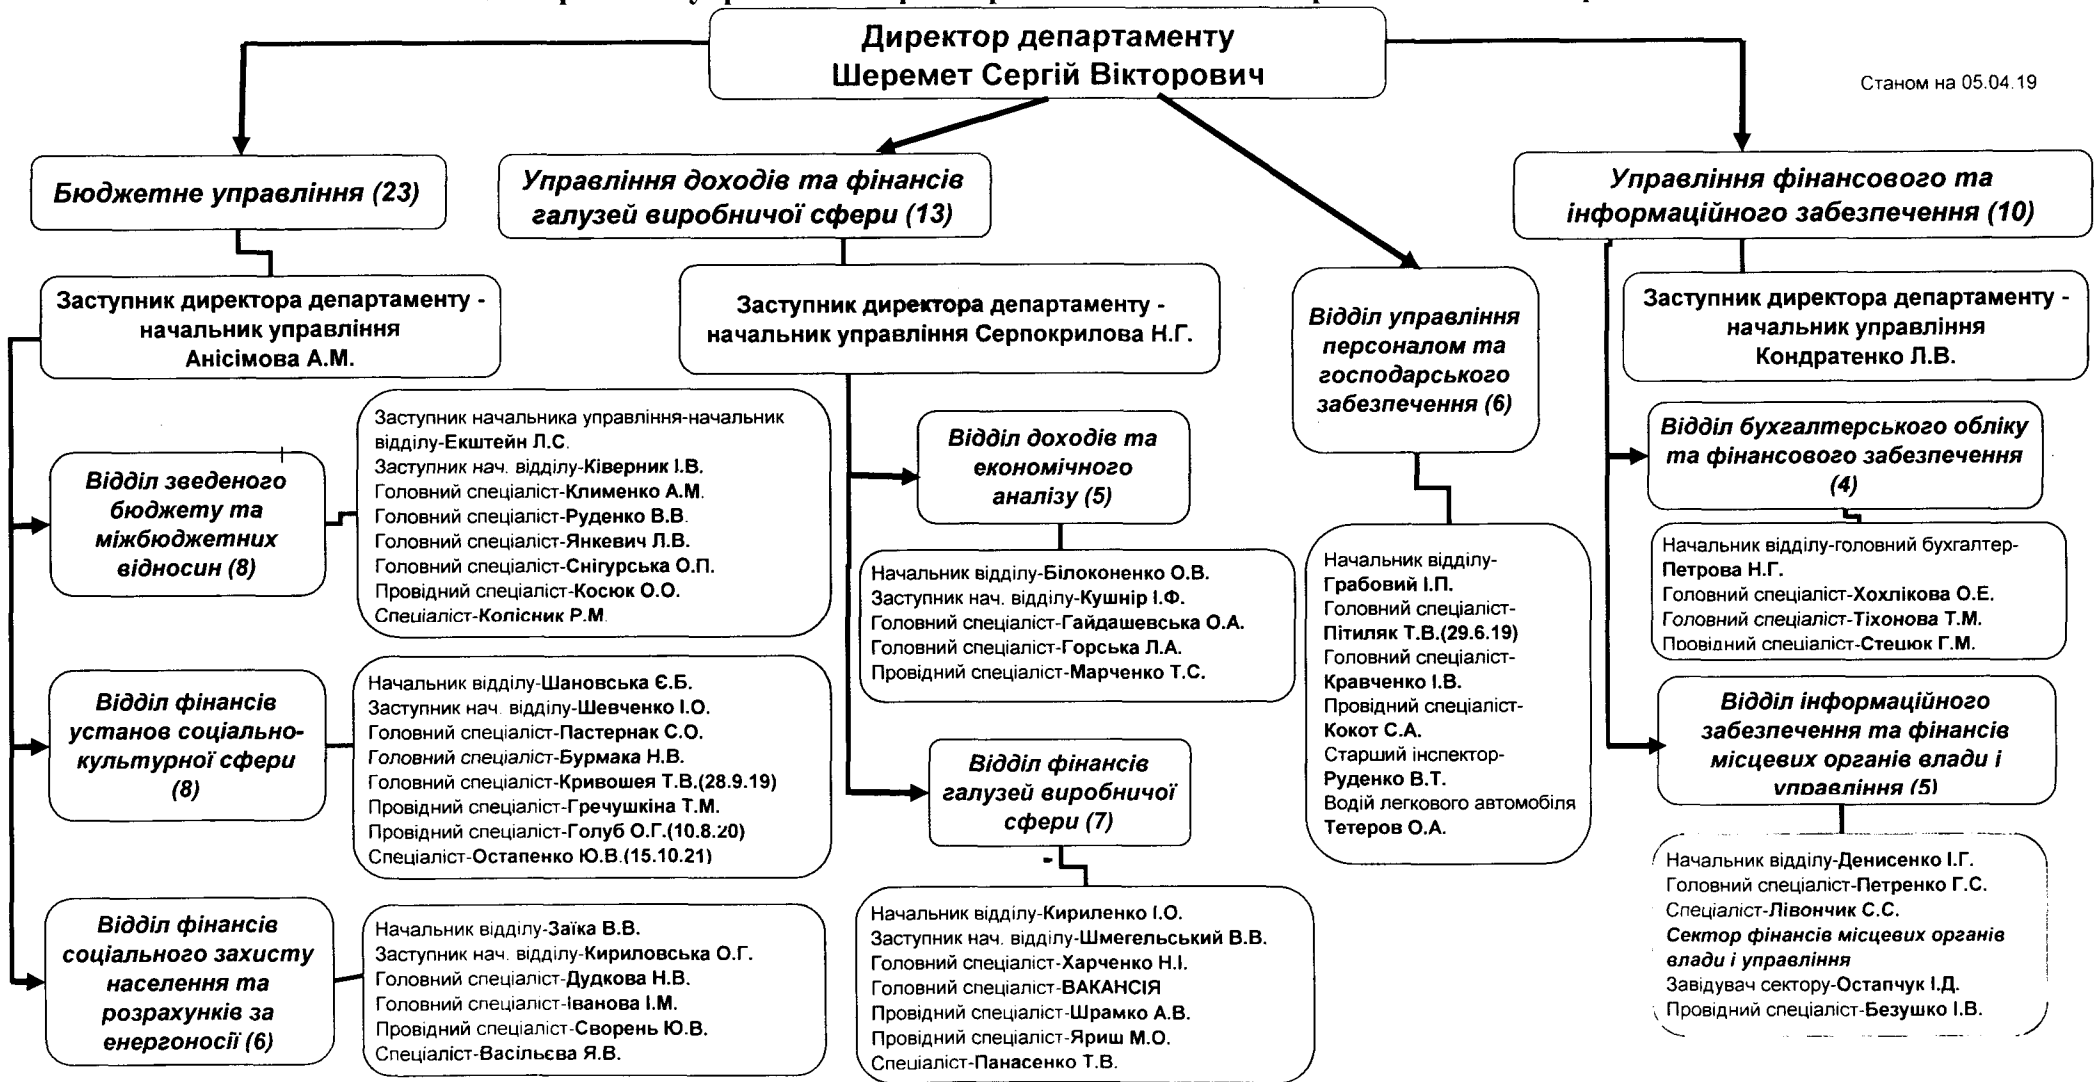 Директор департаменту
Шеремет Сергій Вікторович
Станом на 05.04.19
Бюджетне управління (23)
Управління доходів та фінансів
галузей виробничої сфери (13)
Управління фінансового та
інформаційного забезпечення (10)
Заступник директора департаменту -
начальник управління
Анісімова А.М.
Заступник директора департаменту -
начальник управління Серпокрилова Н.Г.
Відділ управління
персоналом та
господарського
забезпечення (6)
Заступник директора департаменту -
начальник управління
Кондратенко Л.В.
Відділ зведеного
бюджету та
міжбюджетних
відносин (8)
Заступник начальника управління-начальник
відділу-Екштейн Л.С.
Заступник нач. відділу-Ківерник І.В.
Головний спеціаліст-Клименко А.М.
Головний спеціаліст-Руденко В.В.
Головний спеціаліст-Янкевич Л.В.
Головний спеціаліст-Снігурська О.П.
Провідний спеціаліст-Косюк О.О.
Спеціаліст-Колісник Р.М.
Відділ фінансів
установ соціально-
культурної сфери
(8)
Начальник відділу-Шановська Є.Б.
Заступник нач. відділу-Шевченко І.О.
Головний спеціаліст-Пастернак С.О.
Головний спеціаліст-Бурмака Н.В.
Головний спеціаліст-Кривошея Т.В.(28.9.19)
Провідний спеціаліст-Гречушкіна Т.М.
Провідний спеціаліст-Голуб О.Г.(10.8.20)
Спеціаліст-Остапенко Ю.В.(15.10.21)
Відділ фінансів
соціального захисту
населення та
розрахунків за
енергоносії (6)
Начальник відділу-Заїка В.В.
Заступник нач. відділу-Кириловська О.Г.
Головний спеціаліст-Дудкова Н.В.
Головний спеціаліст-Іванова І.М.
Провідний спеціаліст-Сворень Ю.В.
Спеціаліст-Васільєва Я.В.
Відділ доходів та
економічного
аналізу (5)
Начальник відділу-Білоконенко О.В.
Заступник нач. відділу-Кушнір І.Ф.
Головний спеціаліст-Гайдашевська О.А.
Головний спеціаліст-Горська Л.А.
Провідний спеціаліст-Марченко Т.С.
Відділ фінансів
галузей виробничої
сфери (7)
Начальник відділу-Кириленко І.О.
Заступник нач. відділу-Шмегельський В.В.
Головний спеціаліст-Харченко Н.І.
Головний спеціаліст-ВАКАНСІЯ
Провідний спеціаліст-Шрамко А.В.
Провідний спеціаліст-Яриш М.О.
Спеціаліст-Панасенко Т.В.
Начальник відділу-
Грабовий І.П.
Головний спеціаліст-
Пітиляк Т.В.(29.6.19)
Головний спеціаліст-
Кравченко І.В.
Провідний спеціаліст-
Кокот С.А.
Старший інспектор-
Руденко В.Т.
Водій легкового автомобіля
Тетеров О.А.
Відділ бухгалтерського обліку
та фінансового забезпечення
(4)
Начальник відділу-головний бухгалтер-
Петрова Н.Г.
Головний спеціаліст-Хохлікова О.Е.
Головний спеціаліст-Тіхонова Т.М.
Провідний спеціаліст-Стецюк Г.М.
Відділ інформаційного
забезпечення та фінансів
місцевих органів влади і
управління (5)
Начальник відділу-Денисенко І.Г.
Головний спеціаліст-Петренко Г.С.
Спеціаліст-Лівончик С.С.
Сектор фінансів місцевих органів
влади і управління
Завідувач сектору-Остапчук І.Д.
Провідний спеціаліст-Безушко І.В.